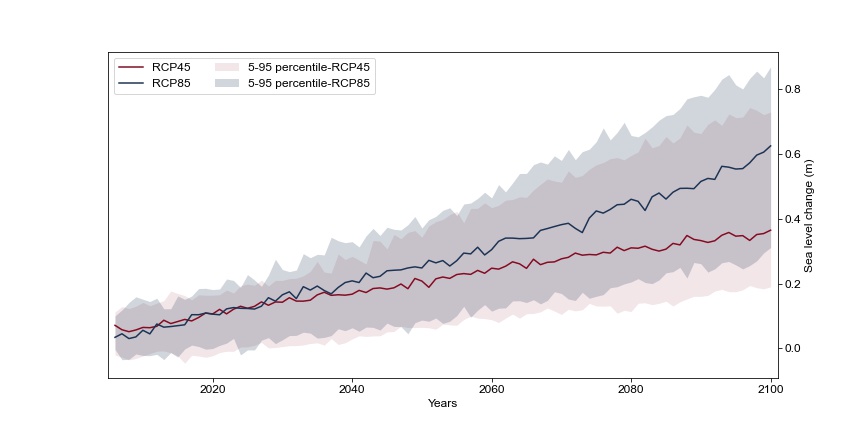 RCP45
RCP85
5-95 percentile-RCP45
5-95 percentile-RCP85
0.8
0.6
0.4
0.2
0.0
Sea level change (m)
2020
2040
2060
2080
2100
Years